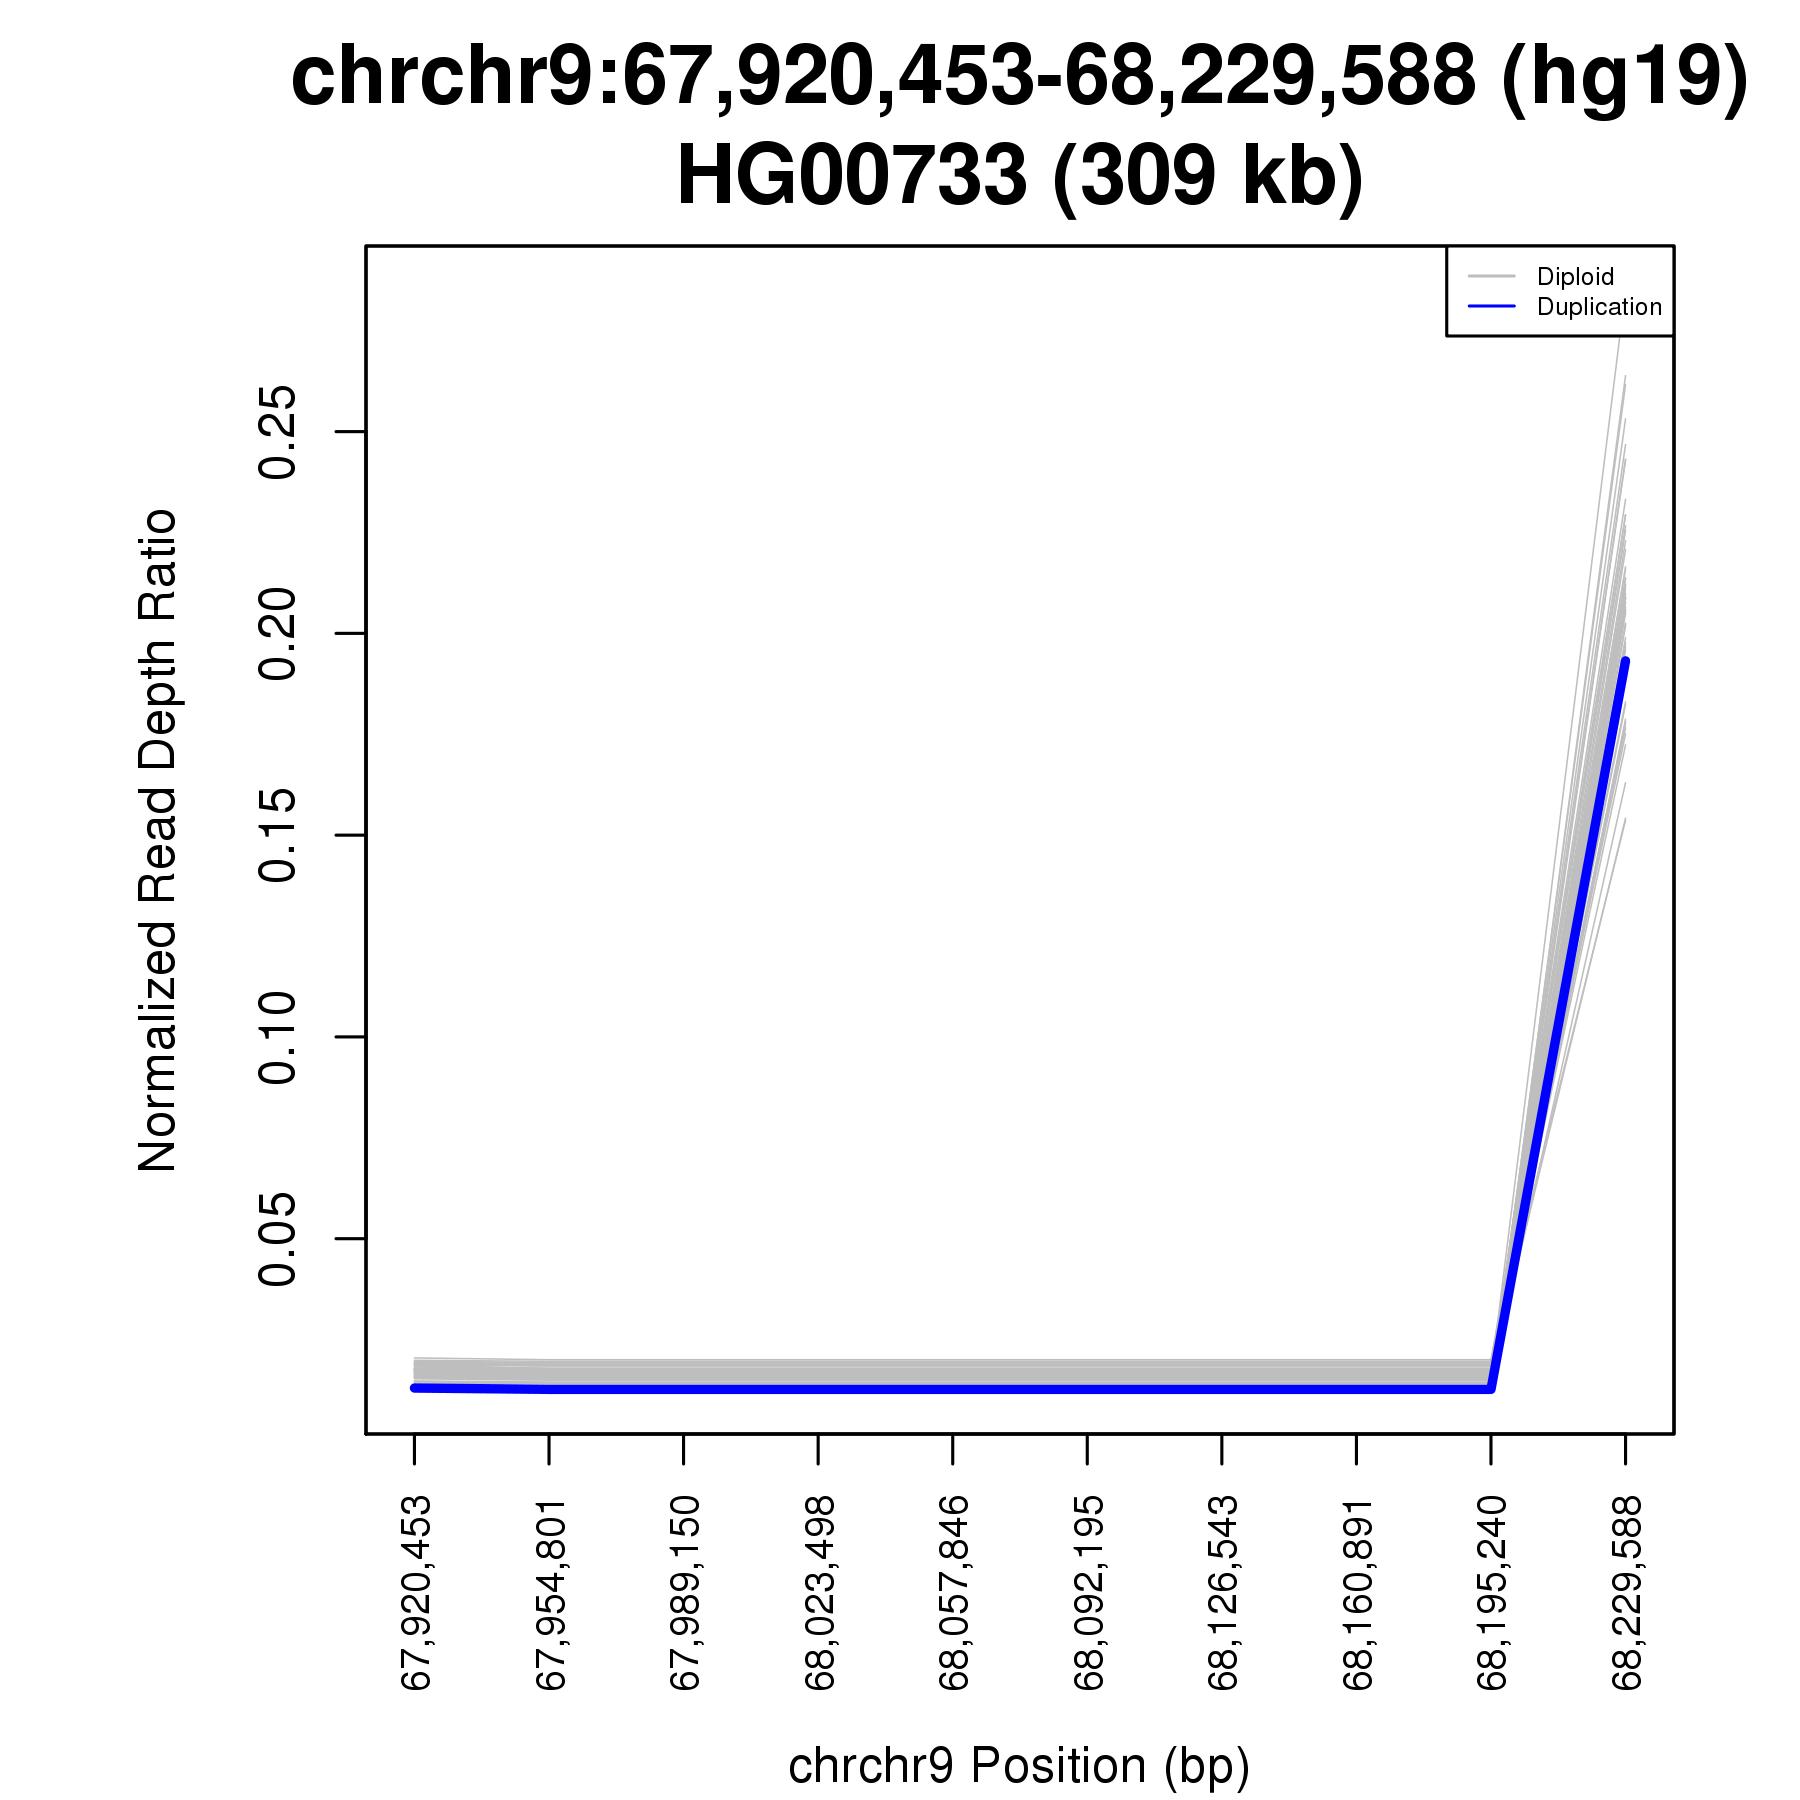 chrchr9:67,920,453-68,229,588 (hg19)
HG00733 (309 kb)
Diploid
Duplication
Normalized Read Depth Ratio
0.25
0.20
0.15
0.10
0.05
67,920,453
67,954,801
67,989,150
68,023,498
68,057,846
68,092,195
68,126,543
68,160,891
68,195,240
68,229,588
chrchr9 Position (bp)